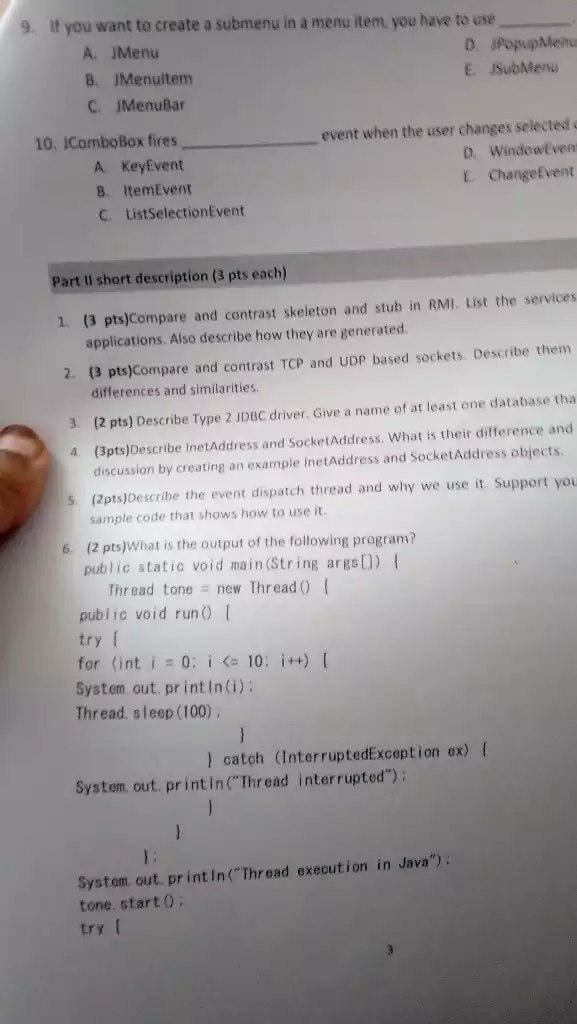 9. If you want to create a submenu in a menu item, you have to use ________.
A. JMenu
B. JMenuItem
C. JMenuBar
D. JPopupMenu
E. JSubMenu
10. JComboBox fires ________ event when the user changes selected
A. KeyEvent
B. ItemEvent
C. ListSelectionEvent
D. WindowEven
E. ChangeEvent
Part II short description (3 pts each)
1. (3 pts)Compare and contrast skeleton and stub in RMI. List the services
applications. Also describe how they are generated.
2. (3 pts)Compare and contrast TCP and UDP based sockets. Describe them
differences and similarities.
3. (2 pts) Describe Type 2 JDBC driver. Give a name of at least one database tha
4. (3pts)Describe InetAddress and SocketAddress. What is their difference and
discussion by creating an example InetAddress and SocketAddress objects.
5. (2pts)Describe the event dispatch thread and why we use it. Support you
sample code that shows how to use it.
6. (2 pts)What is the output of the following program?
public static void main(String args[]) {
Thread tone = new Thread() {
public void run() {
try {
for (int i = 0; i <= 10; i++) {
System.out.println(i);
Thread.sleep(100);
}
} catch (InterruptedException ex) {
System.out.println("Thread interrupted");
}
}
};
System.out.println("Thread execution in Java");
tone.start();
try {
3